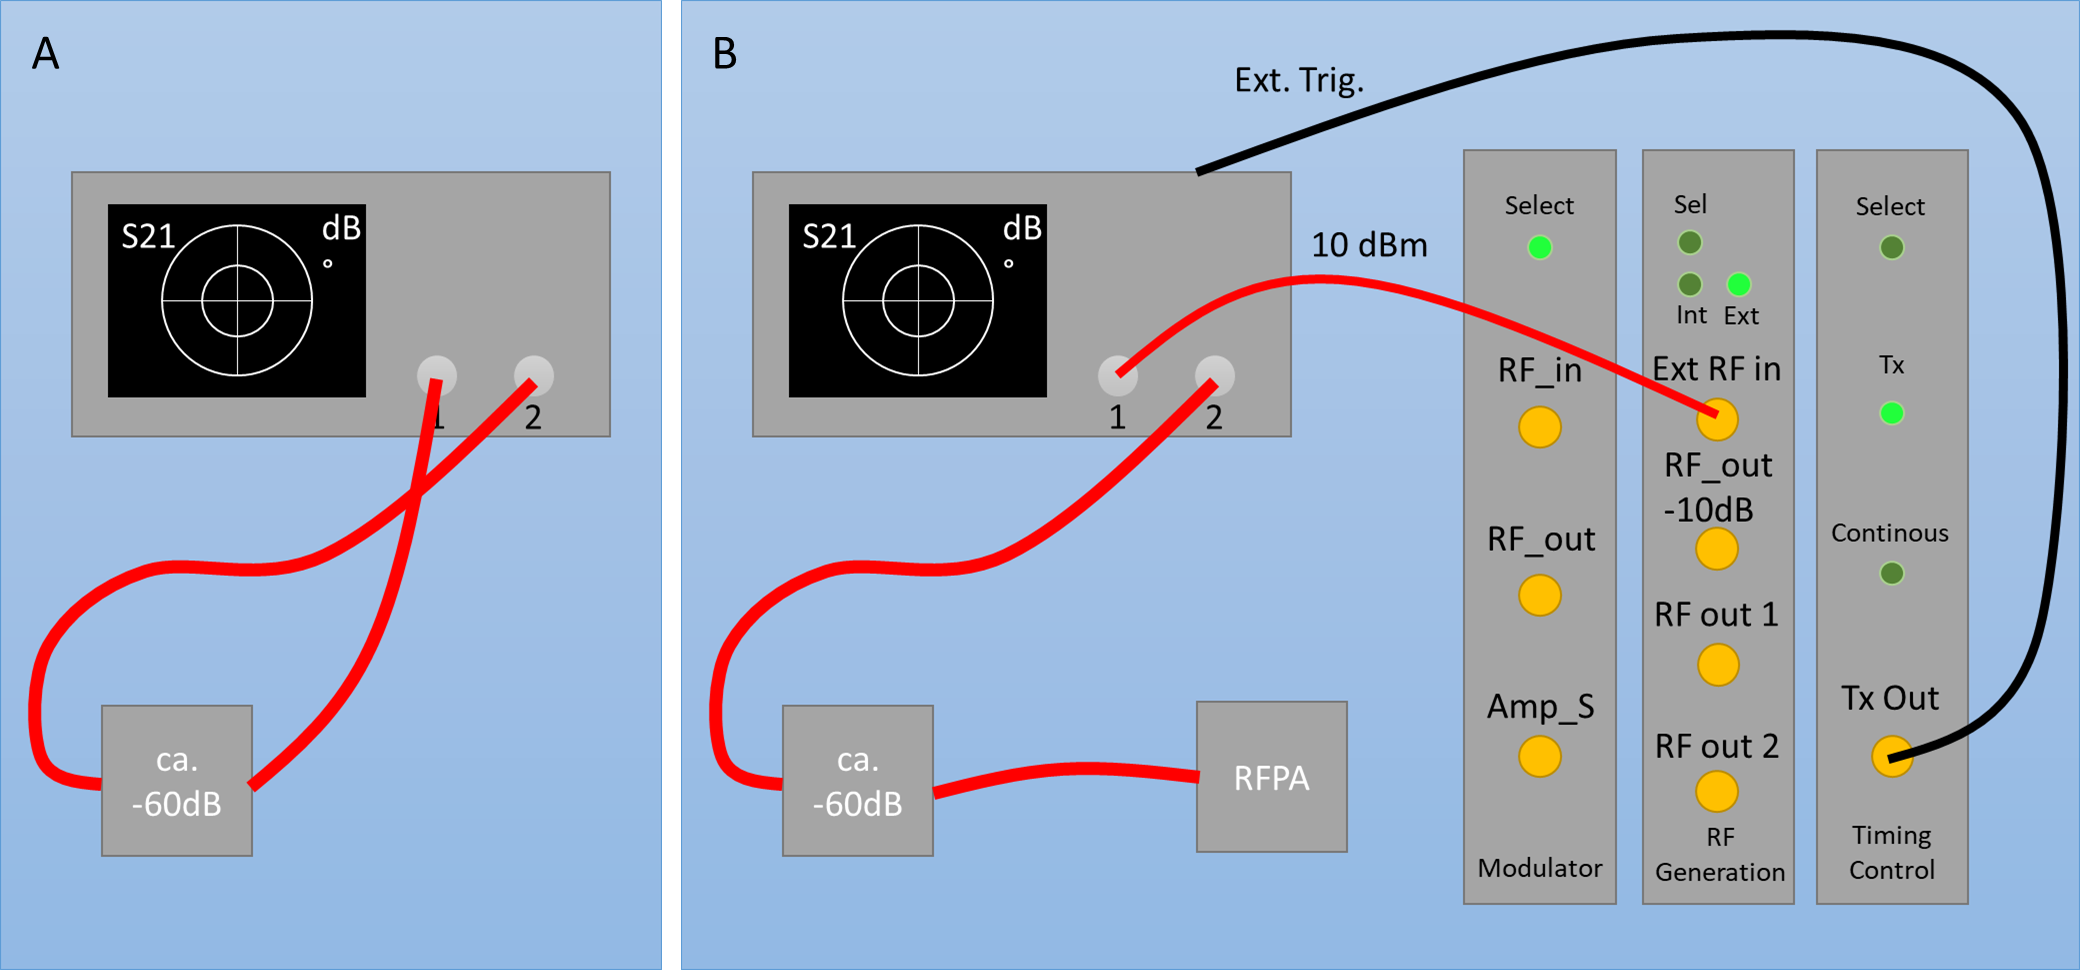 A
S21
dB
°
1
2
ca.
-60dB
B
Ext. Trig.
S21
dB
°
1
2
10 dBm
ca.
-60dB
RFPA
Select
RF_in
RF_out
Amp_S
Modulator
Sel
Int
Ext
Ext RF in
RF_out
-10dB
RF out 1
RF out 2
RF
Generation
Select
Tx
Continous
Tx Out
Timing
Control